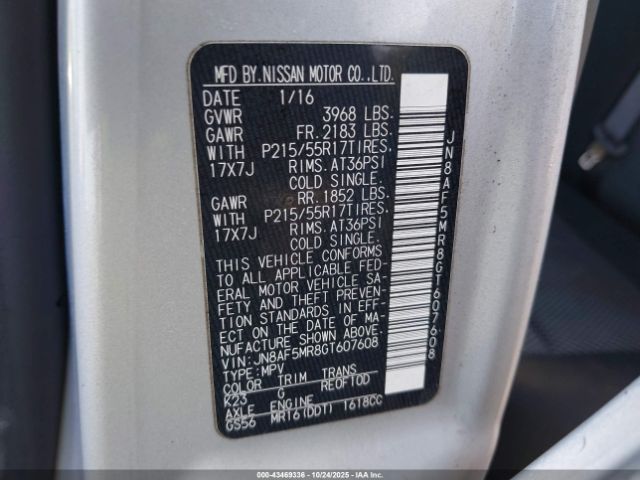 MFD BY.NISSAN MOTOR CO.,LTD.
DATE 1/16
GVWR 3968 LBS.
GAWR FR. 2183 LBS.
WITH P215/55R17TIRES.
17X7J RIMS. AT36PSI
COLD SINGLE.
GAWR RR. 1852 LBS.
WITH P215/55R17TIRES.
17X7J RIMS. AT36PSI
COLD SINGLE.
THIS VEHICLE CONFORMS
TO ALL APPLICABLE FED-
ERAL MOTOR VEHICLE SA-
FETY AND THEFT PREVEN-
TION STANDARDS IN EFF-
ECT ON THE DATE OF MA-
NUFACTURE SHOWN ABOVE.
VIN: JN8AF5MR8GT607608
TYPE: MPV
COLOR TRIM TRANS
K23 G RE0F10D
AXLE ENGINE
GS56 MR16(DDT) 1618CC
JN8AF5MR8GT607608
000-43469336 | 10/24/2025 | IAAI.COM